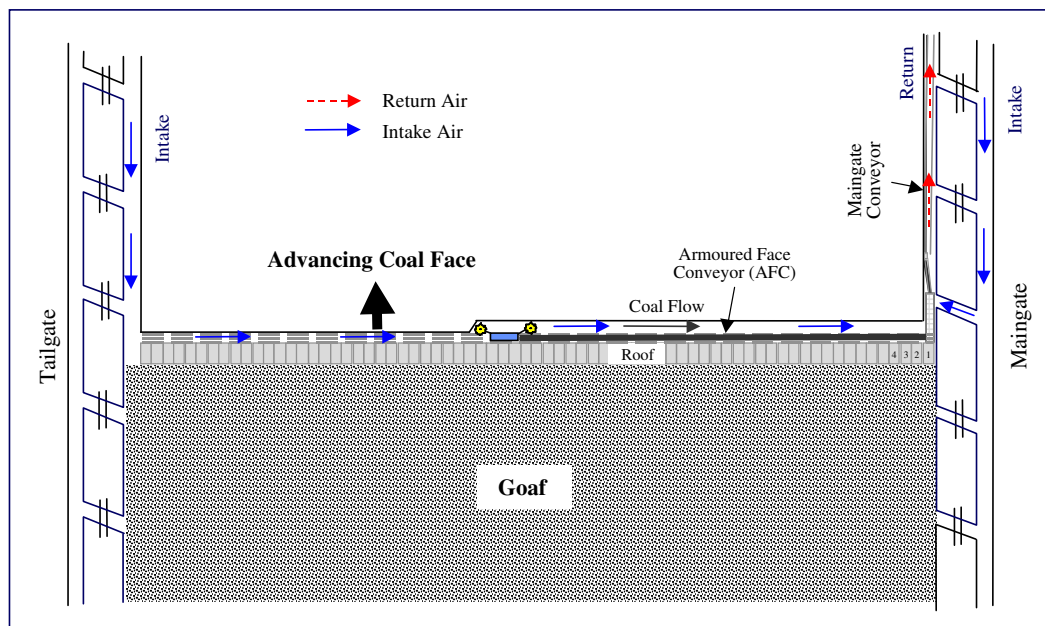 Return Air
Intake Air
Intake
Return
Intake
Maingate
Conveyor
Advancing Coal Face
Armoured Face
Conveyor (AFC)
Coal Flow
Roof
4 3 2 1
Tailgate
Maingate
Goaf